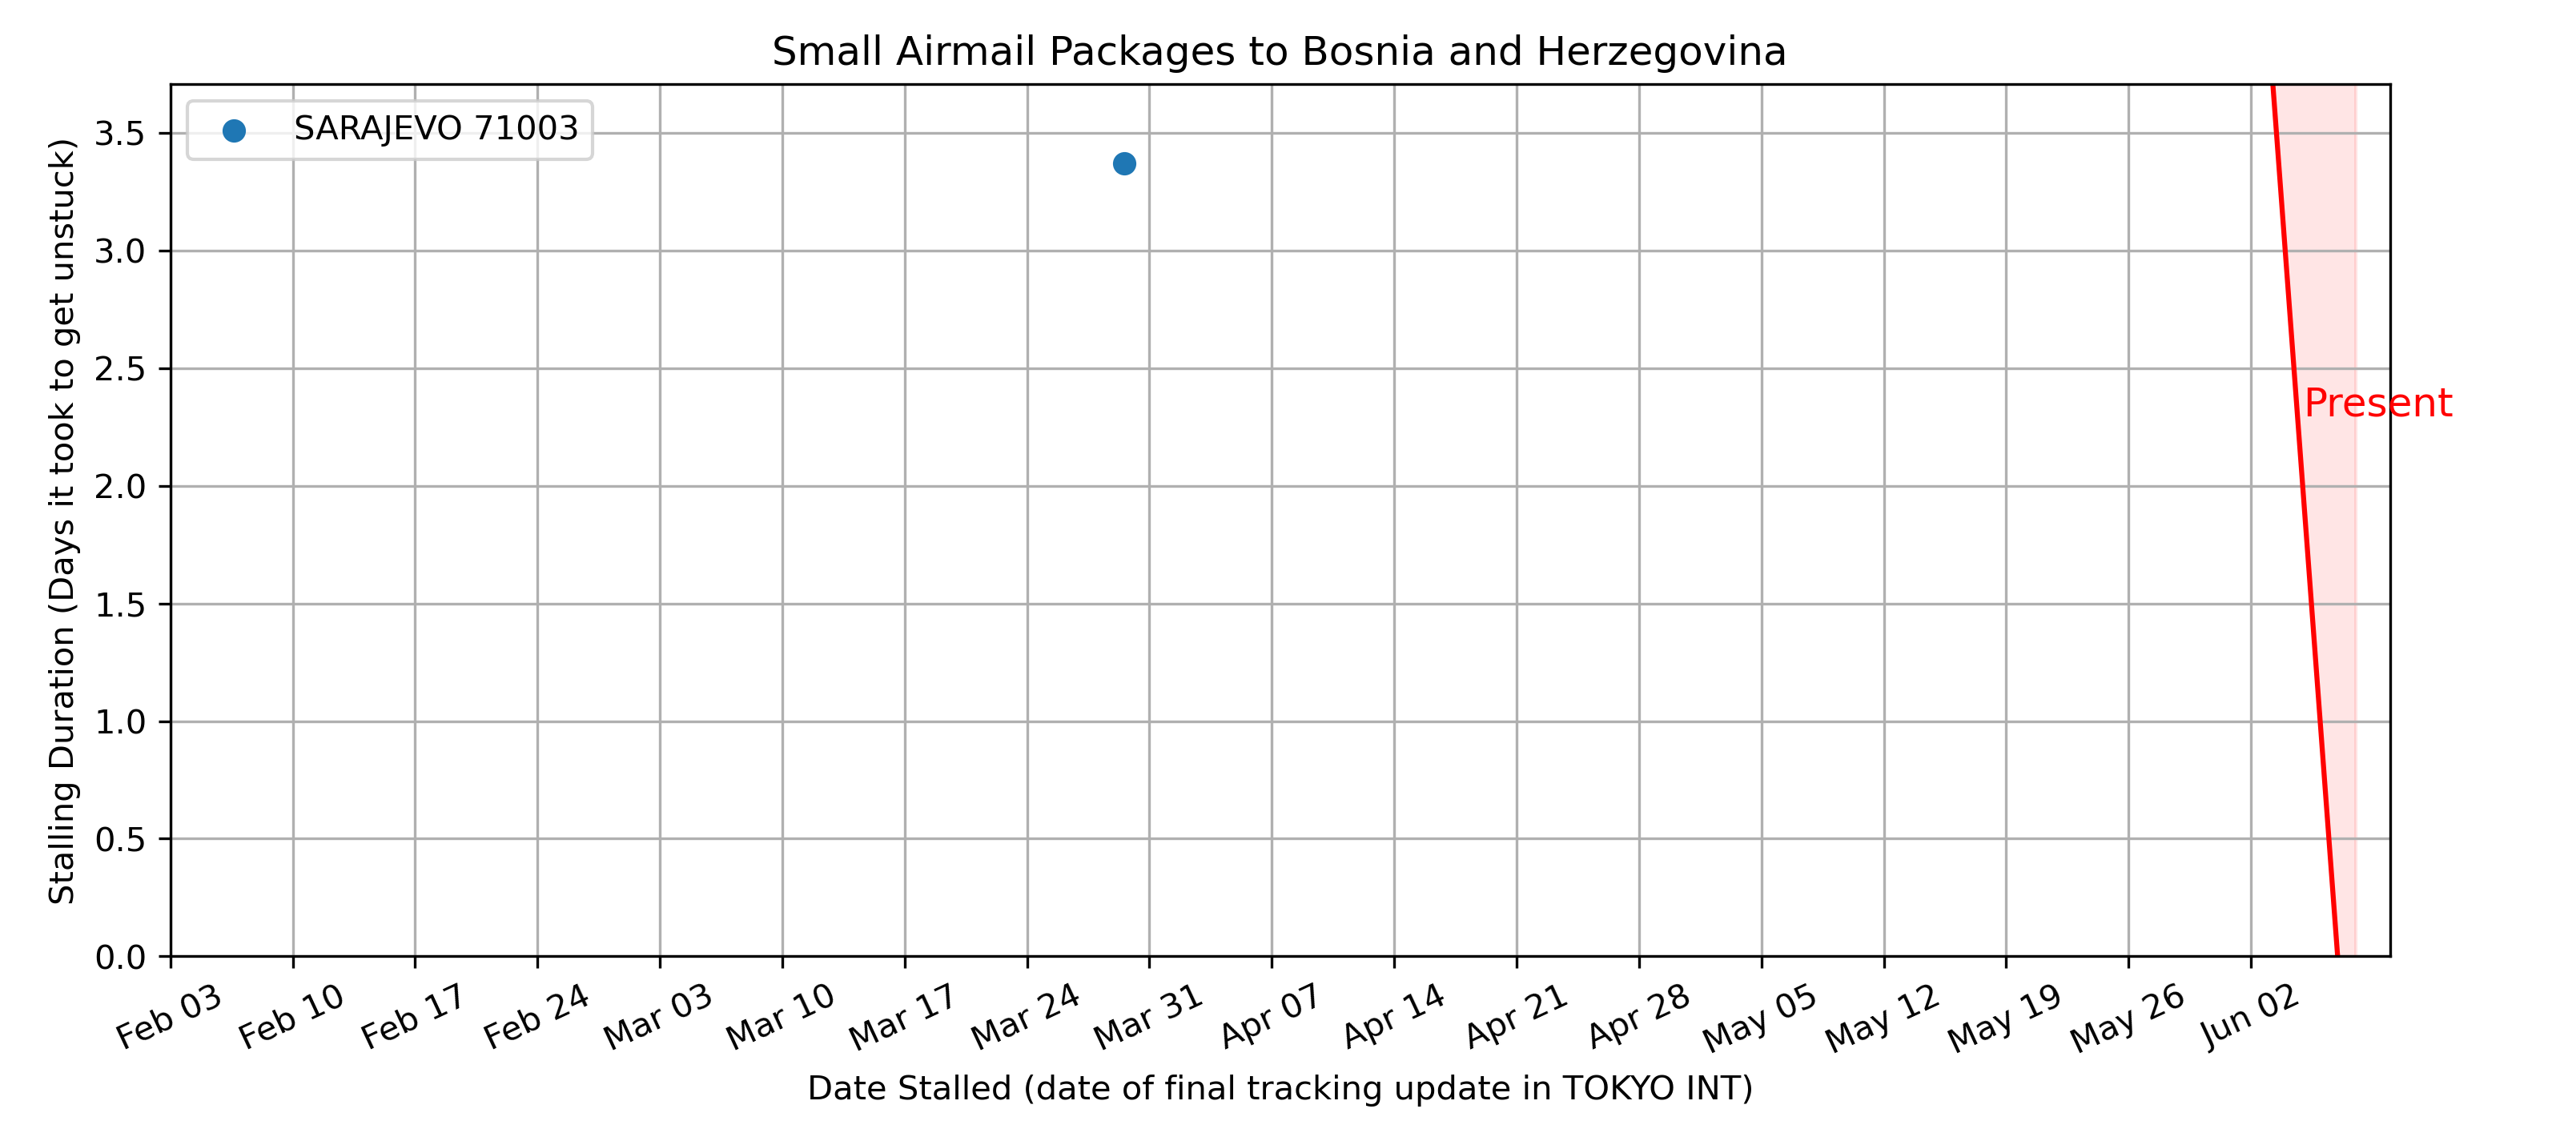 Small Airmail Packages to Bosnia and Herzegovina
SARAJEVO 71003
Stalling Duration (Days it took to get unstuck)
3.5
3.0
2.5
2.0
1.5
1.0
0.5
0.0
Present
Feb 03
Feb 10
Feb 17
Feb 24
Mar 03
Mar 10
Mar 17
Mar 24
Mar 31
Apr 07
Apr 14
Apr 21
Apr 28
May 05
May 12
May 19
May 26
Jun 02
Date Stalled (date of final tracking update in TOKYO INT)